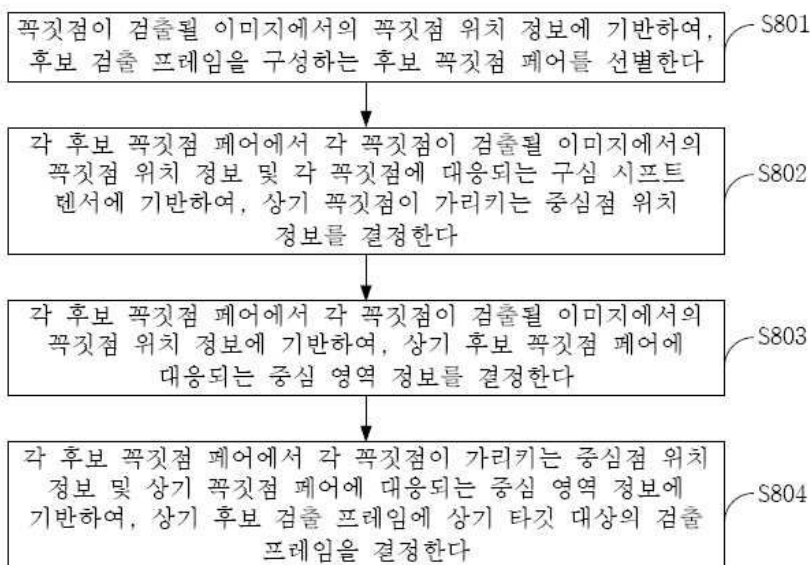 꼭짓점이 검출될 이미지에서의 꼭짓점 위치 정보에 기반하여,
후보 검출 프레임을 구성하는 후보 꼭짓점 페어를 선별한다
S801
각 후보 꼭짓점 페어에서 각 꼭짓점이 검출될 이미지에서의
꼭짓점 위치 정보 및 각 꼭짓점에 대응되는 구심 시프트
텐서에 기반하여, 상기 꼭짓점이 가리키는 중심점 위치
정보를 결정한다
S802
각 후보 꼭짓점 페어에서 각 꼭짓점이 검출될 이미지에서의
꼭짓점 위치 정보에 기반하여, 상기 후보 꼭짓점 페어에
대응되는 중심 영역 정보를 결정한다
S803
각 후보 꼭짓점 페어에서 각 꼭짓점이 가리키는 중심점 위치
정보 및 상기 꼭짓점 페어에 대응되는 중심 영역 정보에
기반하여, 상기 후보 검출 프레임에 상기 타깃 대상의 검출
프레임을 결정한다
S804